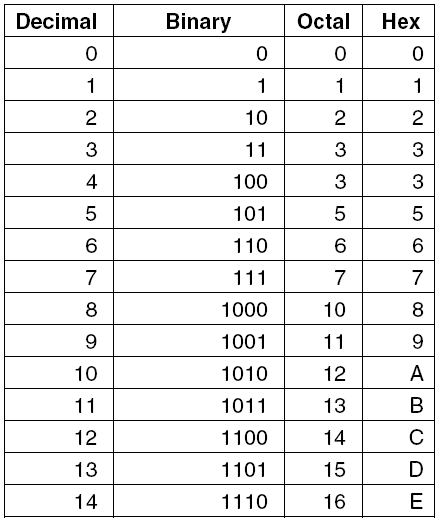 Decimal Binary Octal Hex
0 0 0 0
1 1 1 1
2 10 2 2
3 11 3 3
4 100 3 3
5 101 5 5
6 110 6 6
7 111 7 7
8 1000 10 8
9 1001 11 9
10 1010 12 A
11 1011 13 B
12 1100 14 C
13 1101 15 D
14 1110 16 E